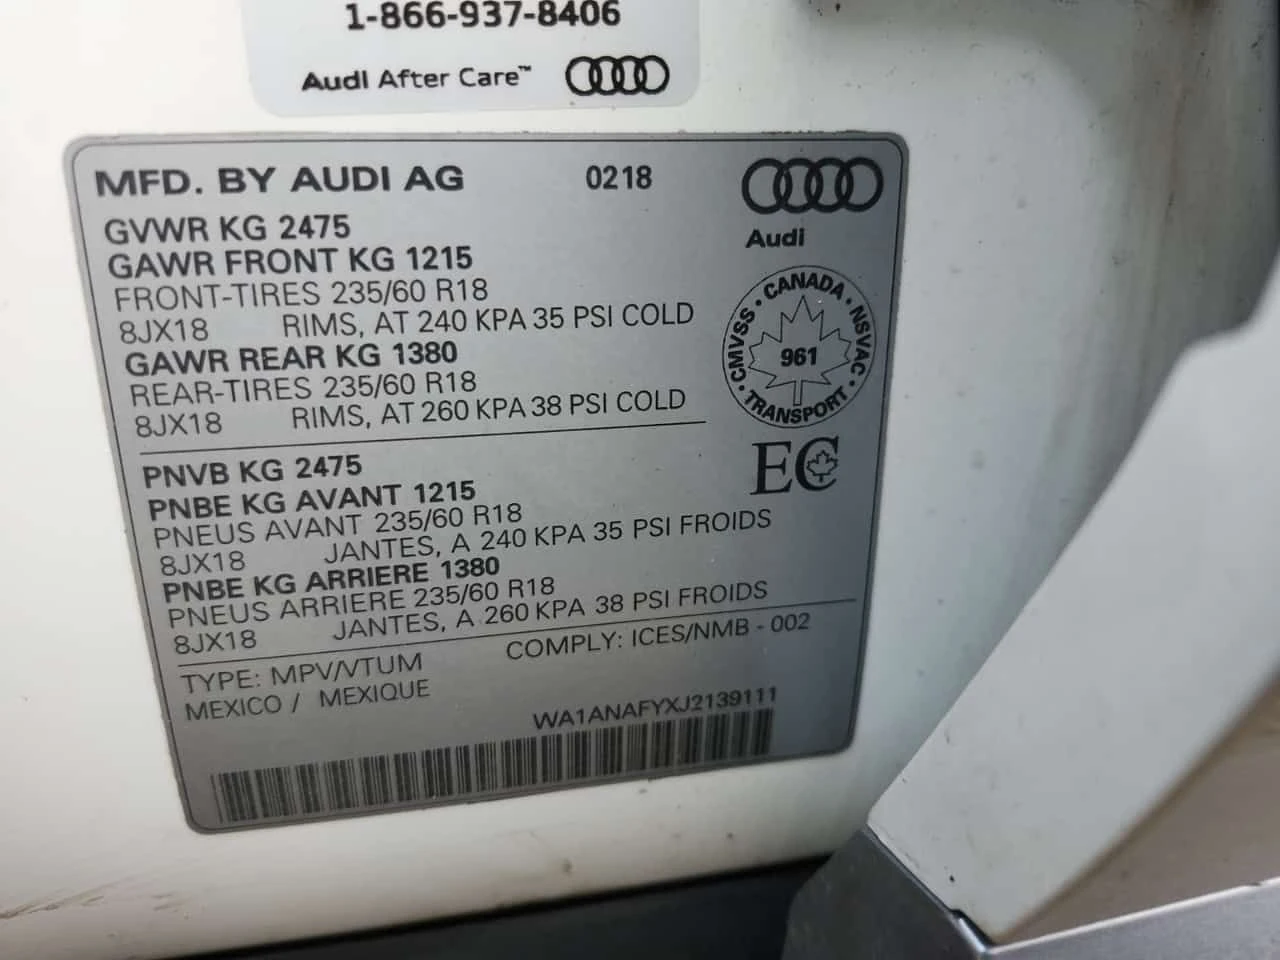 1-866-937-8406
Audi After Care™
MFD. BY AUDI AG 0218
GVWR KG 2475
Audi
GAWR FRONT KG 1215
FRONT-TIRES 235/60 R18
8JX18 RIMS, AT 240 KPA 35 PSI COLD
GAWR REAR KG 1380
REAR-TIRES 235/60 R18
8JX18 RIMS, AT 260 KPA 38 PSI COLD
CANADA • NSVAC • TRANSPORT • CMVSS •
961
EC
PNVB KG 2475
PNBE KG AVANT 1215
PNEUS AVANT 235/60 R18
8JX18 JANTES, A 240 KPA 35 PSI FROIDS
PNBE KG ARRIERE 1380
PNEUS ARRIERE 235/60 R18
8JX18 JANTES, A 260 KPA 38 PSI FROIDS
TYPE: MPV/VTUM COMPLY: ICES/NMB - 002
MEXICO / MEXIQUE
WA1ANAFYXJ2139111